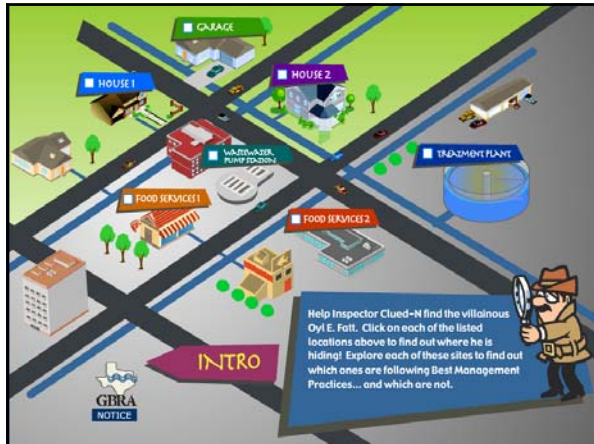 GARAGE
HOUSE 1
HOUSE 2
WASTWATER
PUMP STATION
TREATMENT PLANT
FOOD SERVICES 1
FOOD SERVICES 2
Help Inspector Clued-N find the villainous
Oyl E. Fatt. Click on each of the listed
locations above to find out where he is
hiding! Explore each of these sites to find out
which ones are following Best Management
Practices... and which are not.
INTRO
GBRA
NOTICE